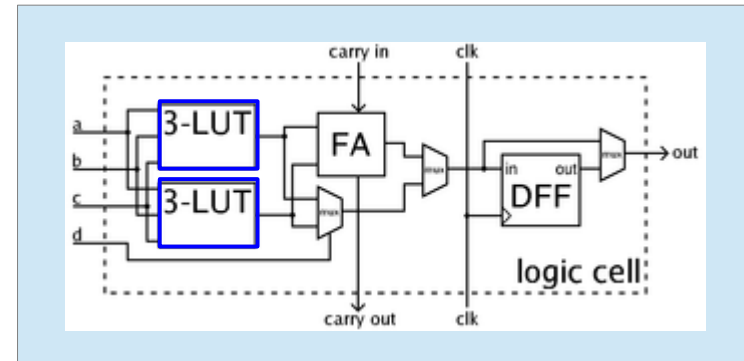 carry in
clk
a
b
c
d
3-LUT
3-LUT
FA
mux
mux
mux
in
out
DFF
out
logic cell
carry out
clk